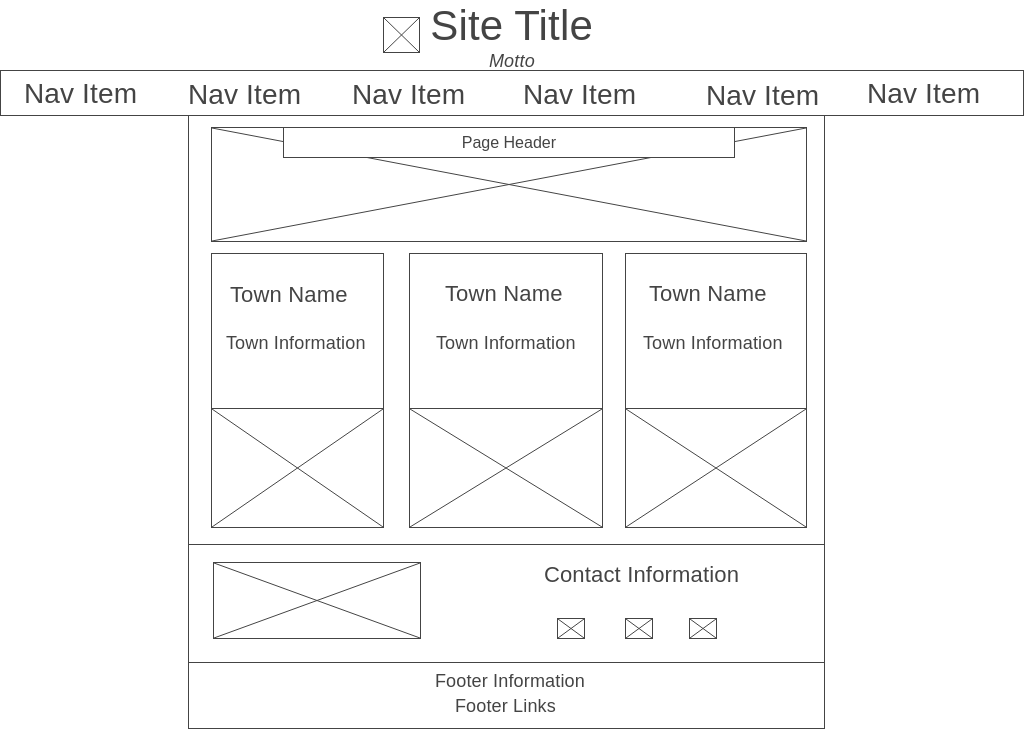 Site Title
Motto
Nav Item Nav Item Nav Item Nav Item Nav Item Nav Item
Page Header
Town Name Town Name Town Name
Town Information Town Information Town Information
Contact Information
Footer Information
Footer Links